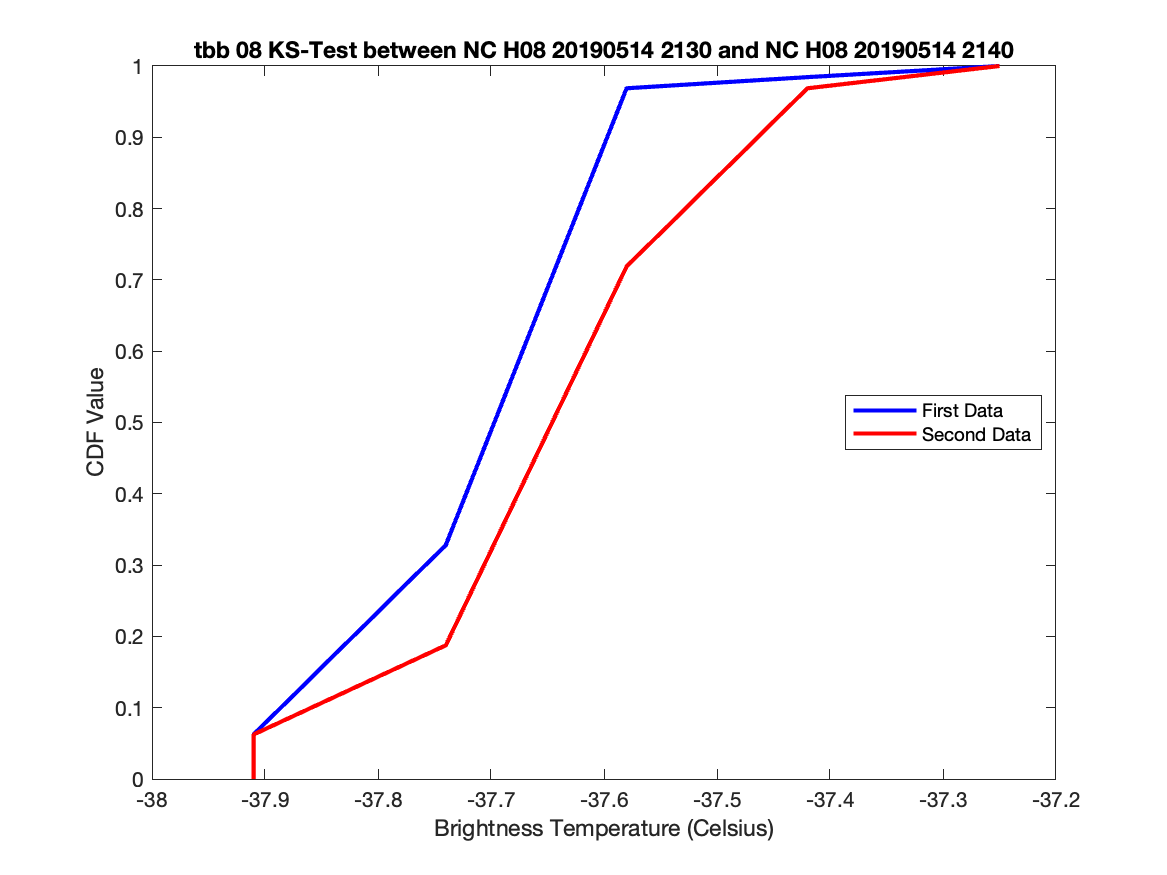 tbb 08 KS-Test between NC H08 20190514 2130 and NC H08 20190514 2140
1
0.9
0.8
0.7
0.6
0.5
0.4
0.3
0.2
0.1
0
CDF Value
First Data
Second Data
-38 -37.9 -37.8 -37.7 -37.6 -37.5 -37.4 -37.3 -37.2
Brightness Temperature (Celsius)